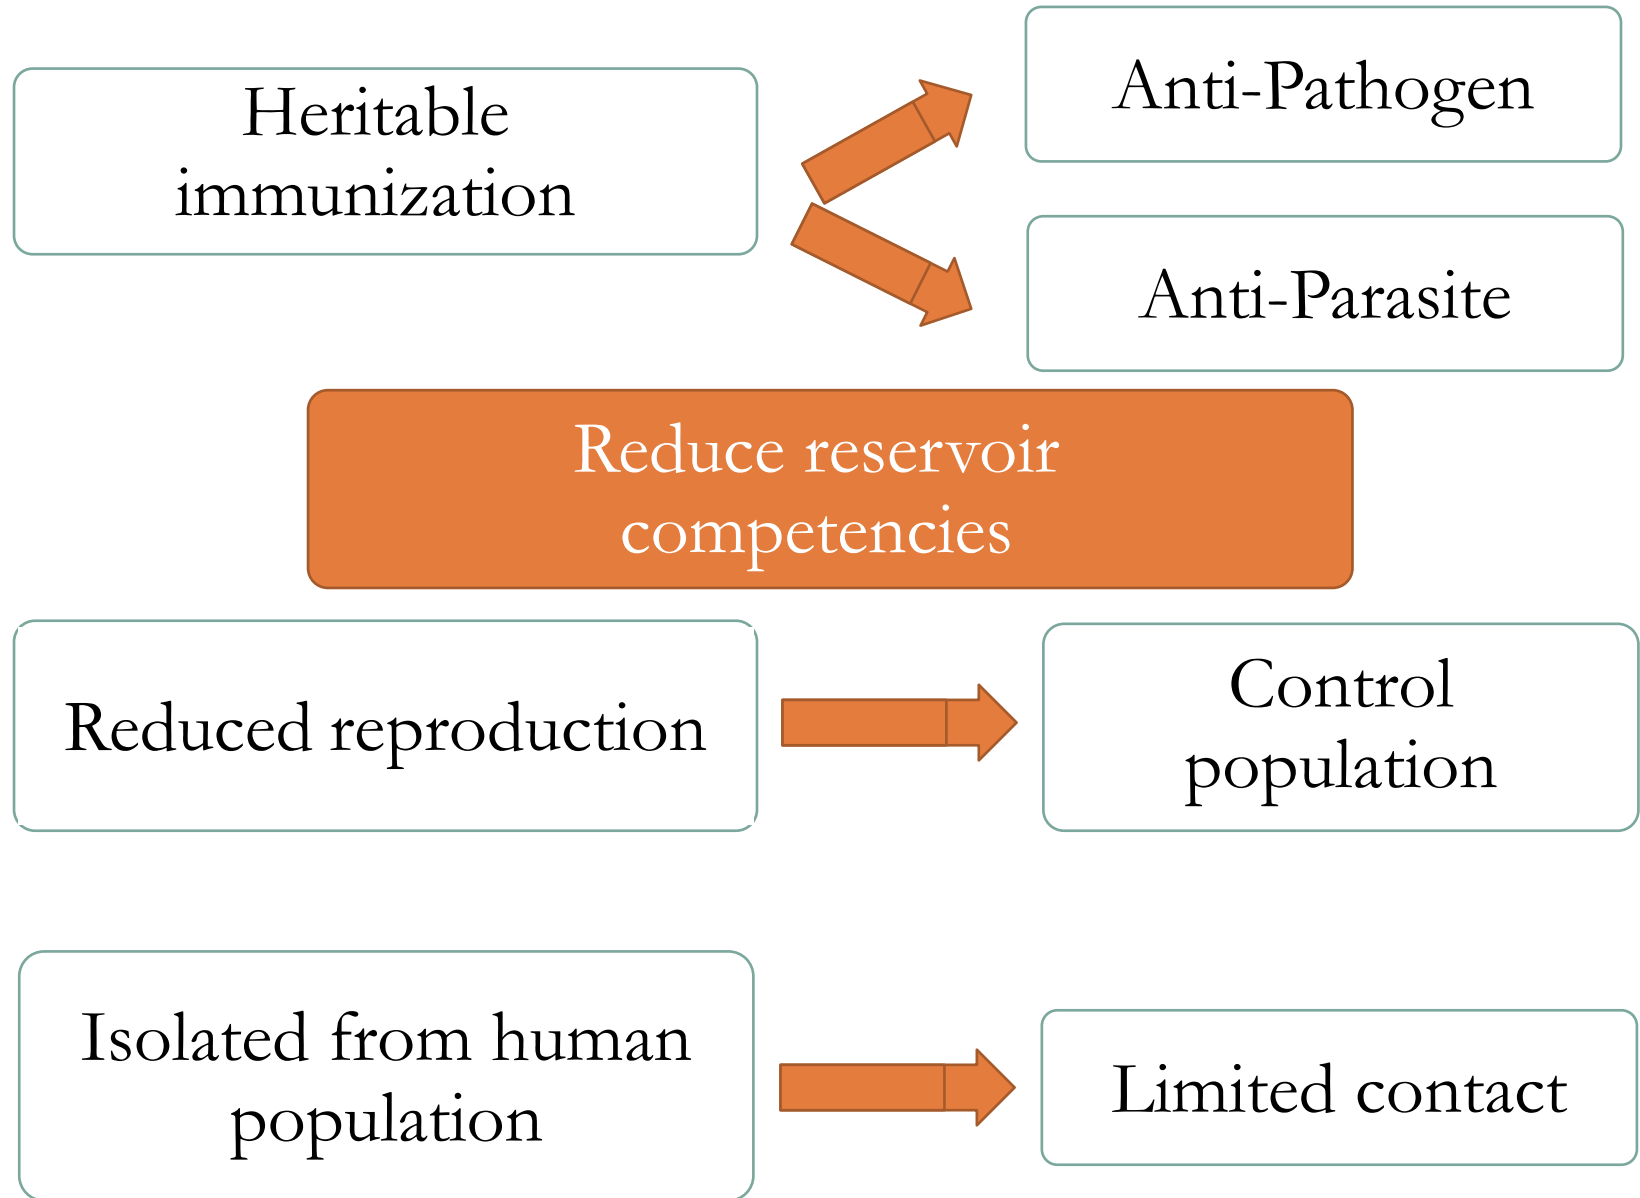 Heritable
immunization
Anti-Pathogen
Anti-Parasite
Reduce reservoir
competencies
Reduced reproduction
Control
population
Isolated from human
population
Limited contact